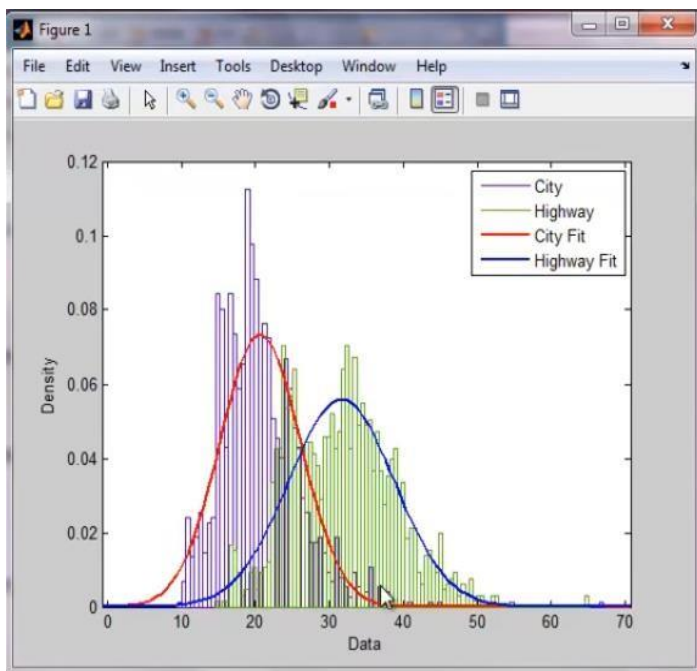 Figure 1
File Edit View Insert Tools Desktop Window Help
0.12
0.1
0.08
0.06
0.04
0.02
0
Density
City
Highway
City Fit
Highway Fit
0 10 20 30 40 50 60 70
Data